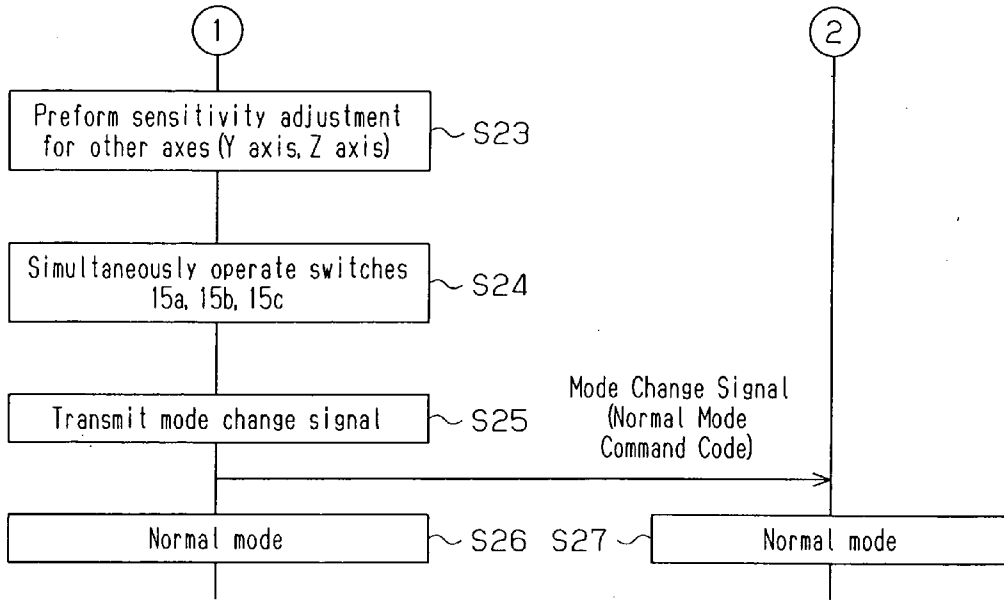 1
2
Preform sensitivity adjustment
for other axes (Y axis, Z axis)
S23
Simultaneously operate switches
15a, 15b, 15c
S24
Transmit mode change signal
S25
Mode Change Signal
(Normal Mode
Command Code)
Normal mode
S26
S27
Normal mode